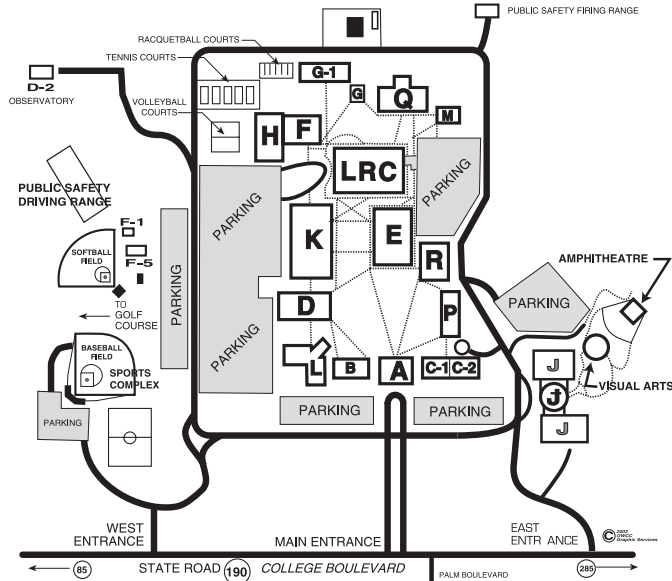 PUBLIC SAFETY FIRING RANGE
RACQUETBALL COURTS
TENNIS COURTS
G-1
D-2
OBSERVATORY
G
Q
VOLLEYBALL
COURTS
M
H
F
LRC
PARKING
PARKING
PUBLIC SAFETY
DRIVING RANGE
F-1
K
E
SOFTBALL
FIELD
F-5
R
AMPHITHEATRE
PARKING
TO
GOLF
COURSE
D
P
PARKING
BASEBALL
FIELD
PARKING
SPORTS
COMPLEX
L
B
A
C-1
C-2
J
VISUAL ARTS
J
PARKING
PARKING
PARKING
J
WEST
ENTRANCE
MAIN ENTRANCE
EAST
ENTR ANCE
© 2003
OWCC
Graphic Services
85
STATE ROAD 190 COLLEGE BOULEVARD
PALM BOULEVARD
285